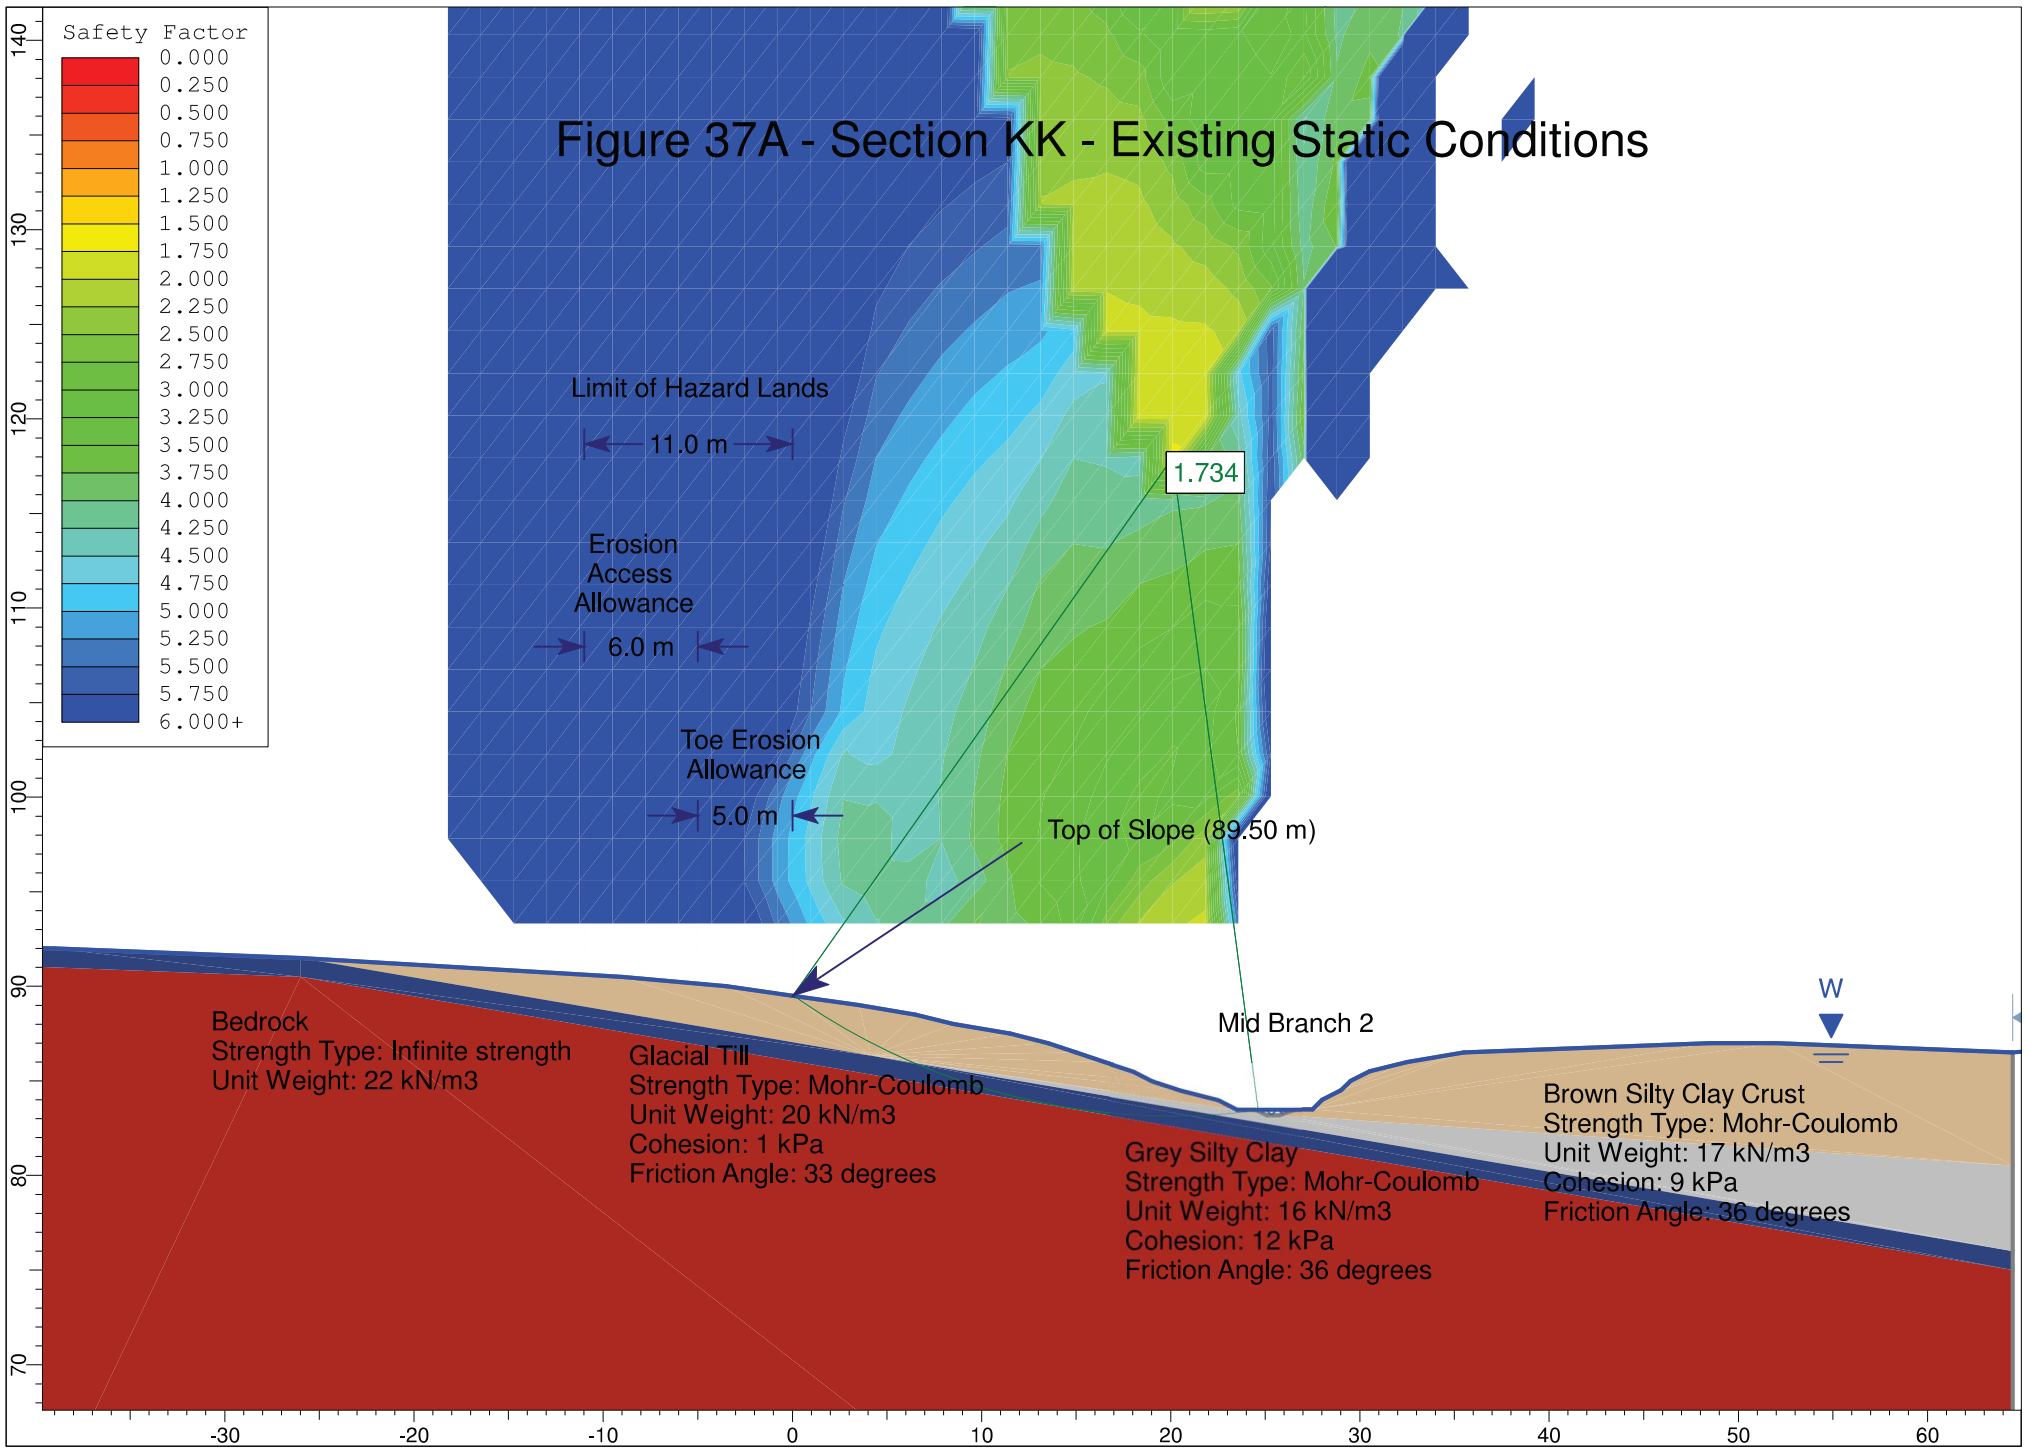 Safety Factor
0.000
0.250
0.500
0.750
1.000
1.250
1.500
1.750
2.000
2.250
2.500
2.750
3.000
3.250
3.500
3.750
4.000
4.250
4.500
4.750
5.000
5.250
5.500
5.750
6.000+
Figure 37A - Section KK - Existing Static Conditions
Limit of Hazard Lands
11.0 m
1.734
Erosion
Access
Allowance
6.0 m
Toe Erosion
Allowance
5.0 m
Top of Slope (89.50 m)
W
Mid Branch 2
Bedrock
Strength Type: Infinite strength
Unit Weight: 22 kN/m3
Glacial Till
Strength Type: Mohr-Coulomb
Unit Weight: 20 kN/m3
Cohesion: 1 kPa
Friction Angle: 33 degrees
Grey Silty Clay
Strength Type: Mohr-Coulomb
Unit Weight: 16 kN/m3
Cohesion: 12 kPa
Friction Angle: 36 degrees
Brown Silty Clay Crust
Strength Type: Mohr-Coulomb
Unit Weight: 17 kN/m3
Cohesion: 9 kPa
Friction Angle: 36 degrees
140
130
120
110
100
90
80
70
-30
-20
-10
0
10
20
30
40
50
60